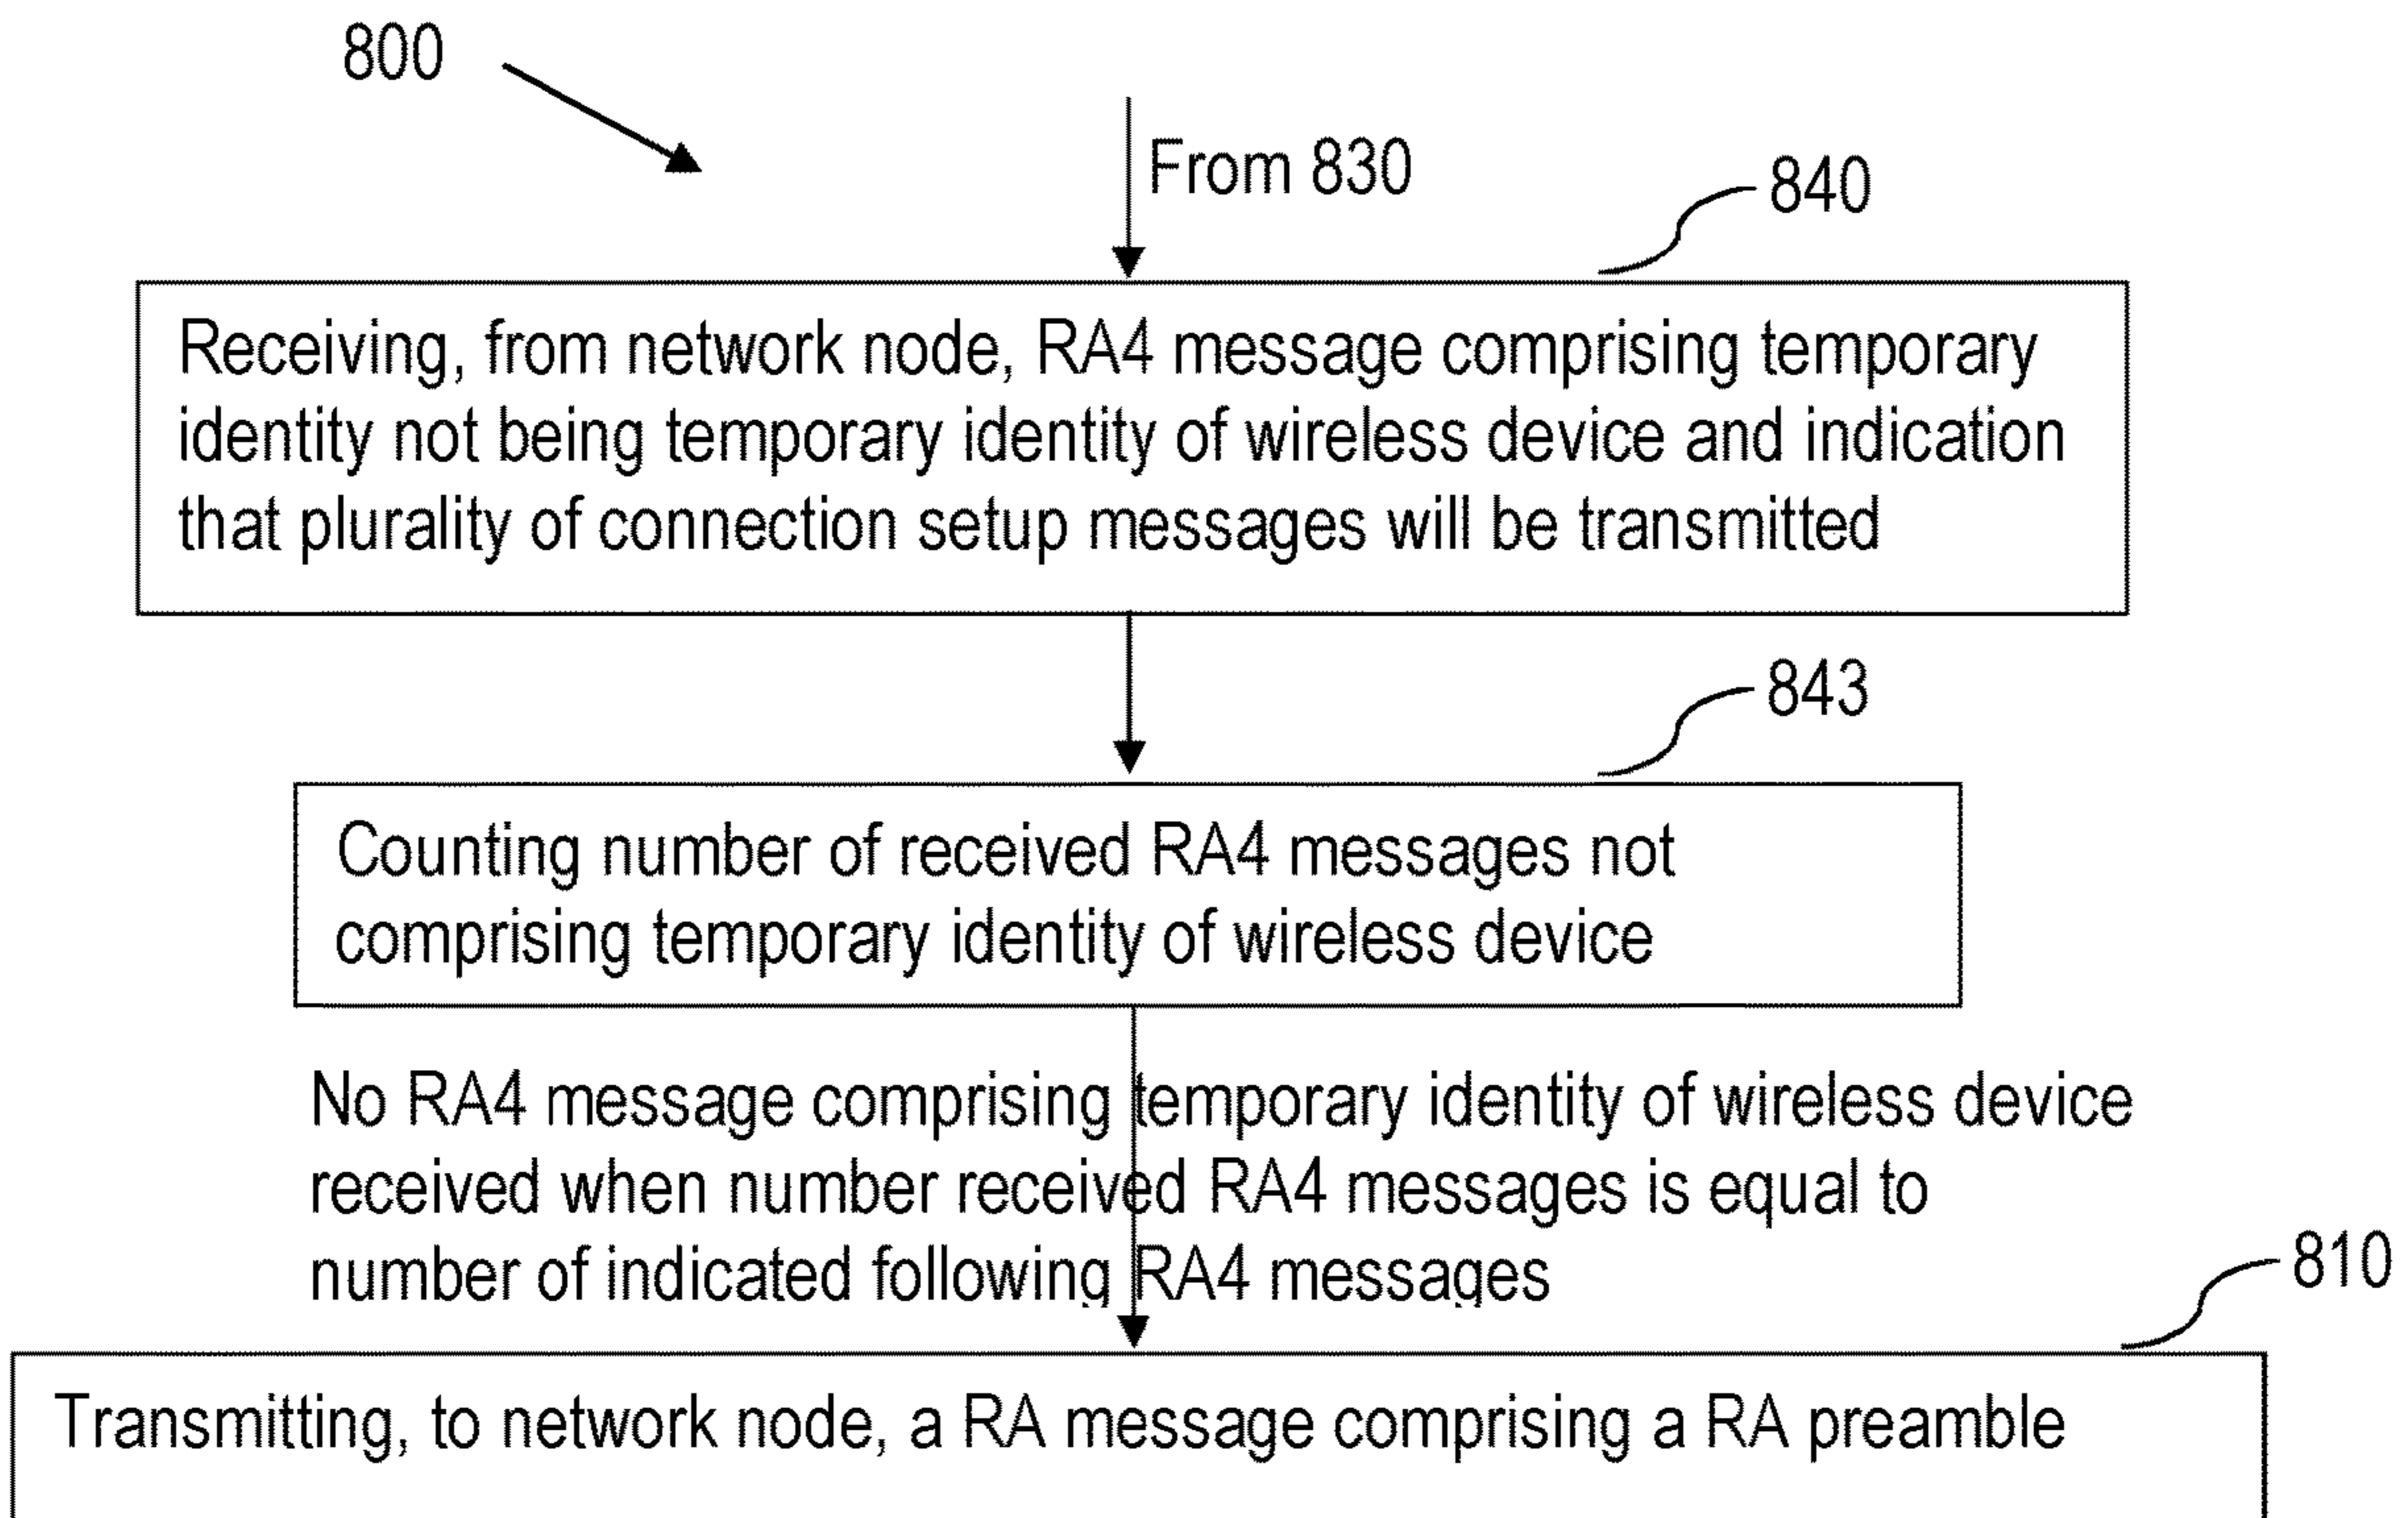 800
From 830
840
Receiving, from network node, RA4 message comprising temporary
identity not being temporary identity of wireless device and indication
that plurality of connection setup messages will be transmitted
843
Counting number of received RA4 messages not
comprising temporary identity of wireless device
No RA4 message comprising temporary identity of wireless device
received when number received RA4 messages is equal to
number of indicated following RA4 messages
810
Transmitting, to network node, a RA message comprising a RA preamble